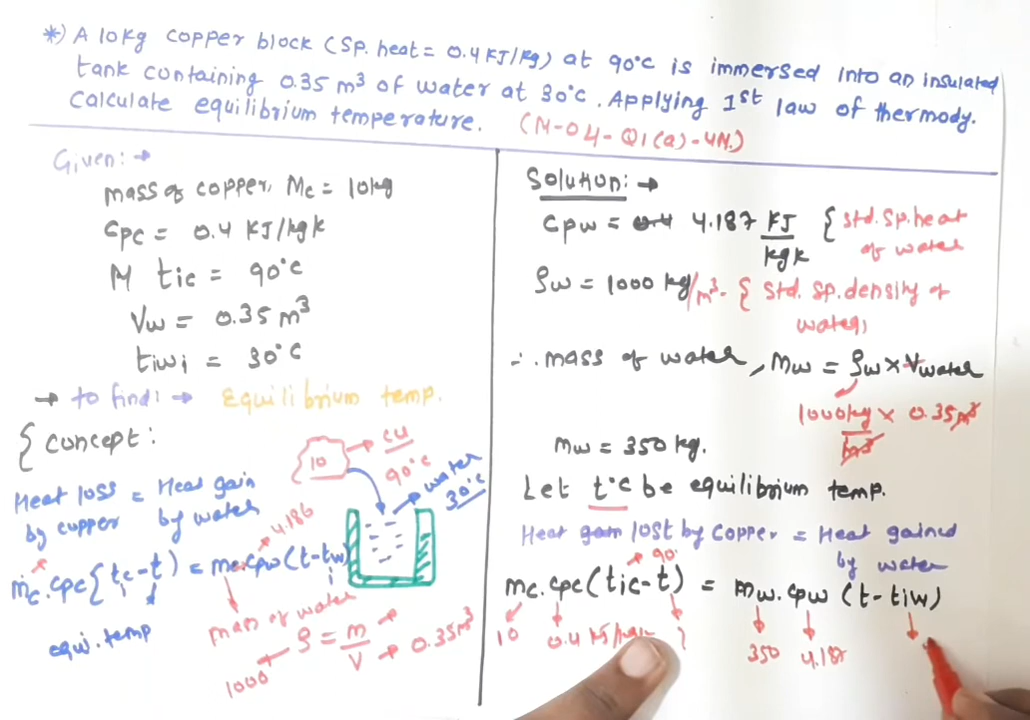 *) A 10kg copper block (Sp. heat = 0.4 KJ/kg) at 90°c is immersed into an insulated
tank containing 0.35 m³ of water at 30°c. Applying 1st law of thermody.
Calculate equilibrium temperature. (M-04-Q1(a)-4M.)
Given:→
mass of copper, Mc = 10kg
Cpc = 0.4 KJ/kgk
M tic = 90°c
Vw = 0.35 m³
tiwi = 30°c
→ to find: → Equilibrium temp.
{ concept:
10 → cu
90°c
→ water
30°c
Heat loss = Heat gain
by copper by water
4.186
mc.cpc{tic-t) = me.cpw(t-twi)
equi. temp
mass of water
1000 ← ρ = m/V → 0.35m³
Solution:→
Cpw = 4.187 KJ/kgk { std. sp. heat
of water
ρw = 1000 kg/m³- { std. sp. density of
water,
∴ mass of water, Mw = ρw × Vwater
1000kg/m³ × 0.35m³
Mw = 350 kg.
Let t°c be equilibrium temp.
Heat gam lost by copper = Heat gained
by water
90°
mc.cpc(tic-t) = mw.cpw (t-tiw)
10 0.4 ? 350 4.187